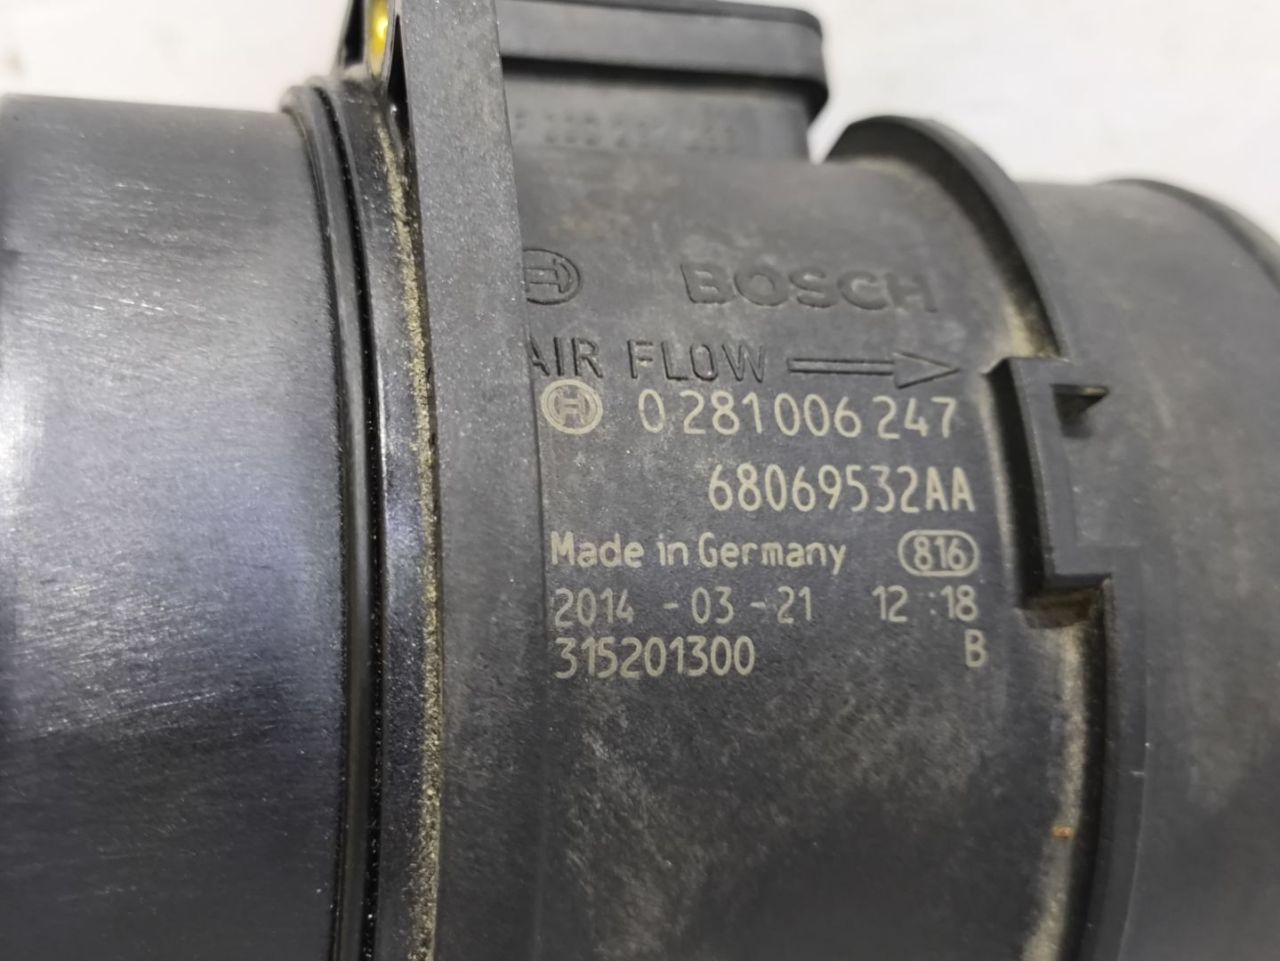 BOSCH
AIR FLOW
0 281 006 247
68069532AA
Made in Germany 816
2014 - 03 - 21 12:18
315201300 B